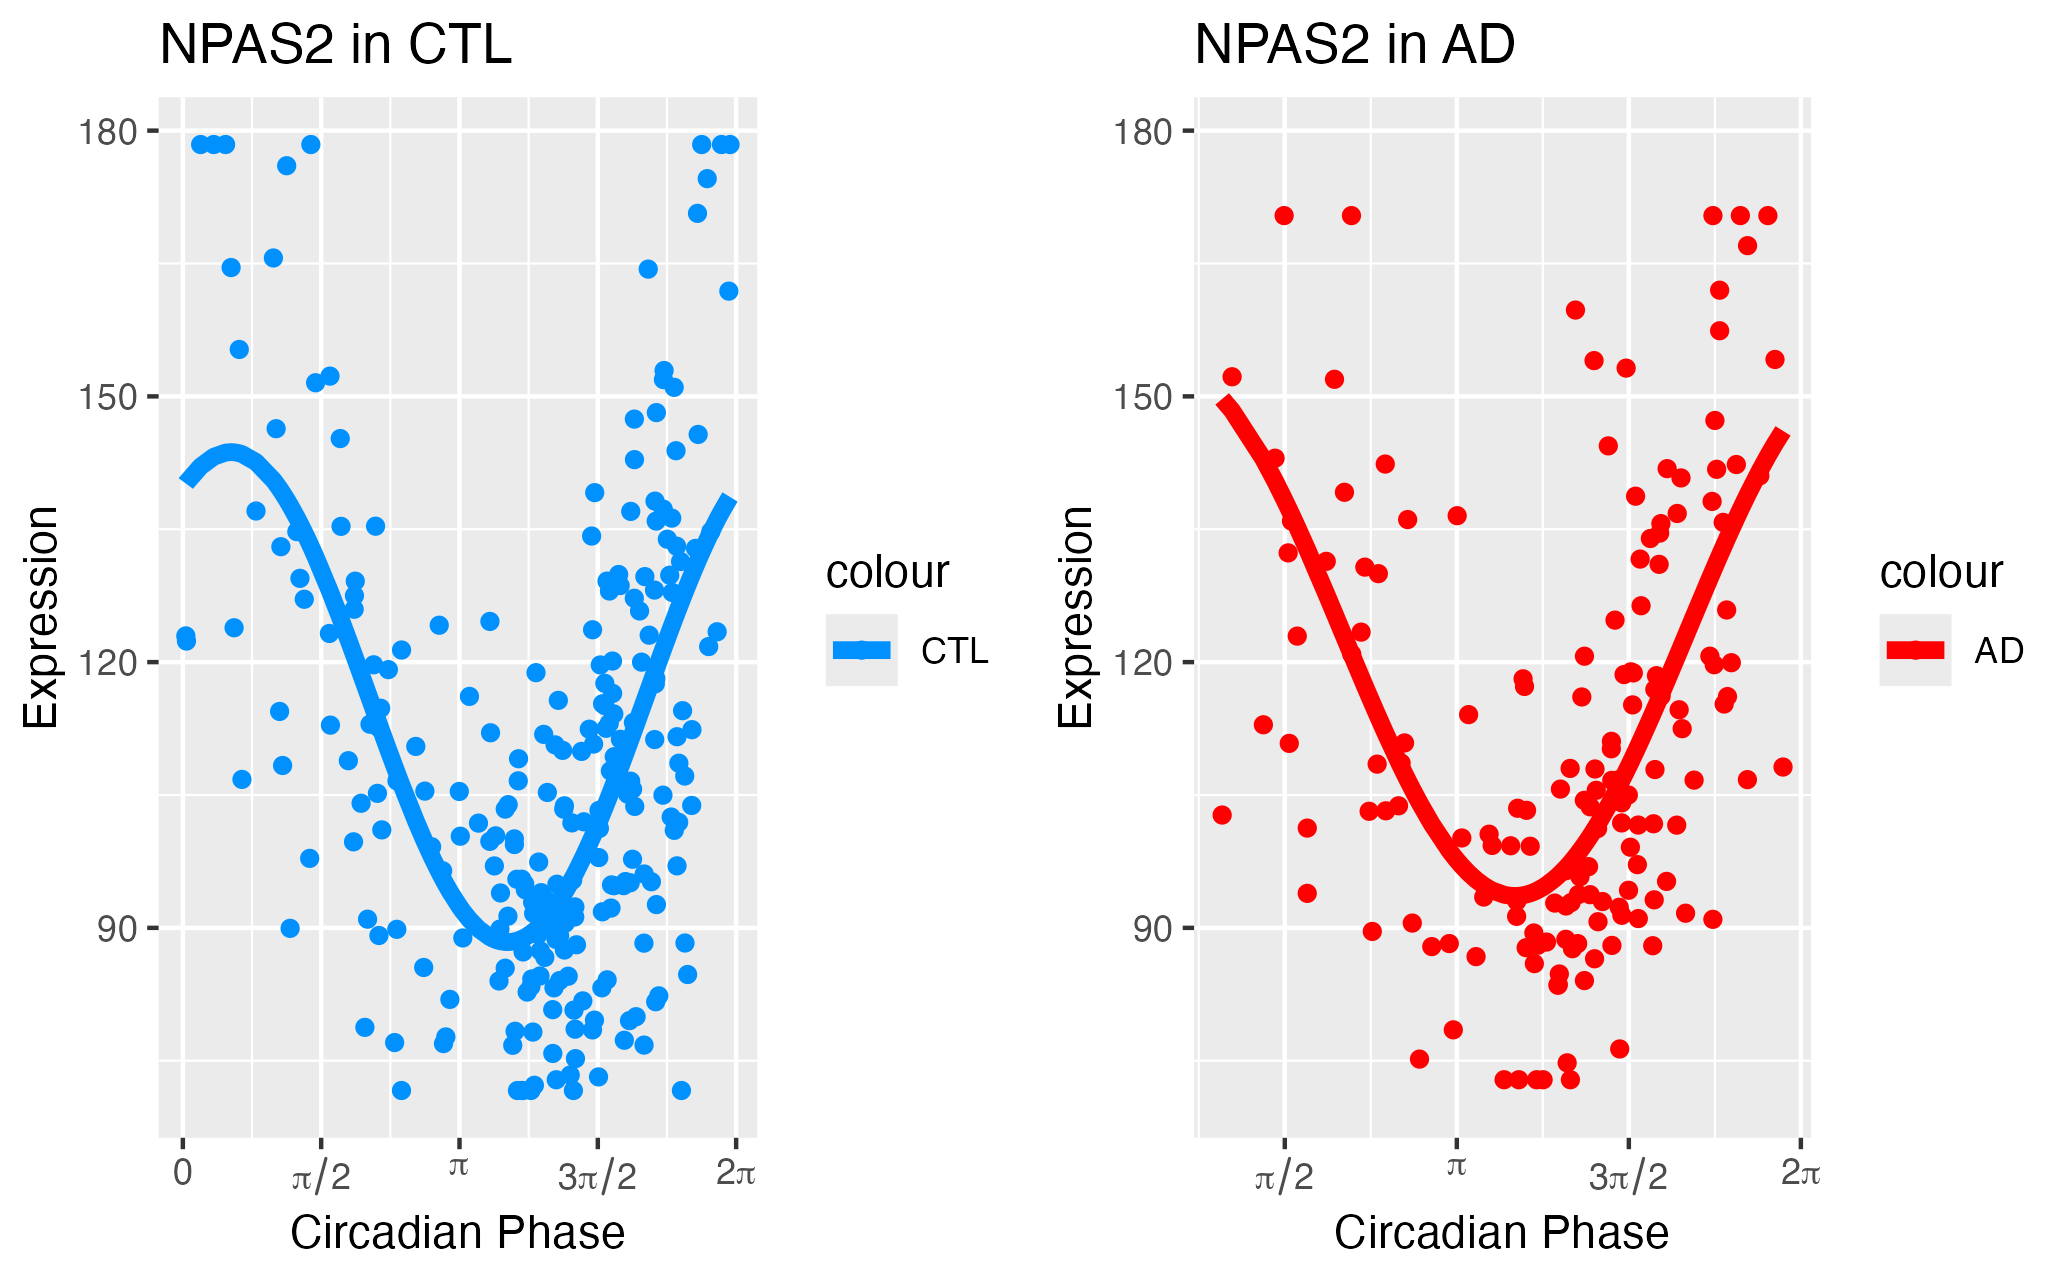 NPAS2 in CTL
180
150
120
90
Expression
0 π/2 π 3π/2 2π
Circadian Phase
colour
CTL
NPAS2 in AD
180
150
120
90
Expression
π/2 π 3π/2 2π
Circadian Phase
colour
AD